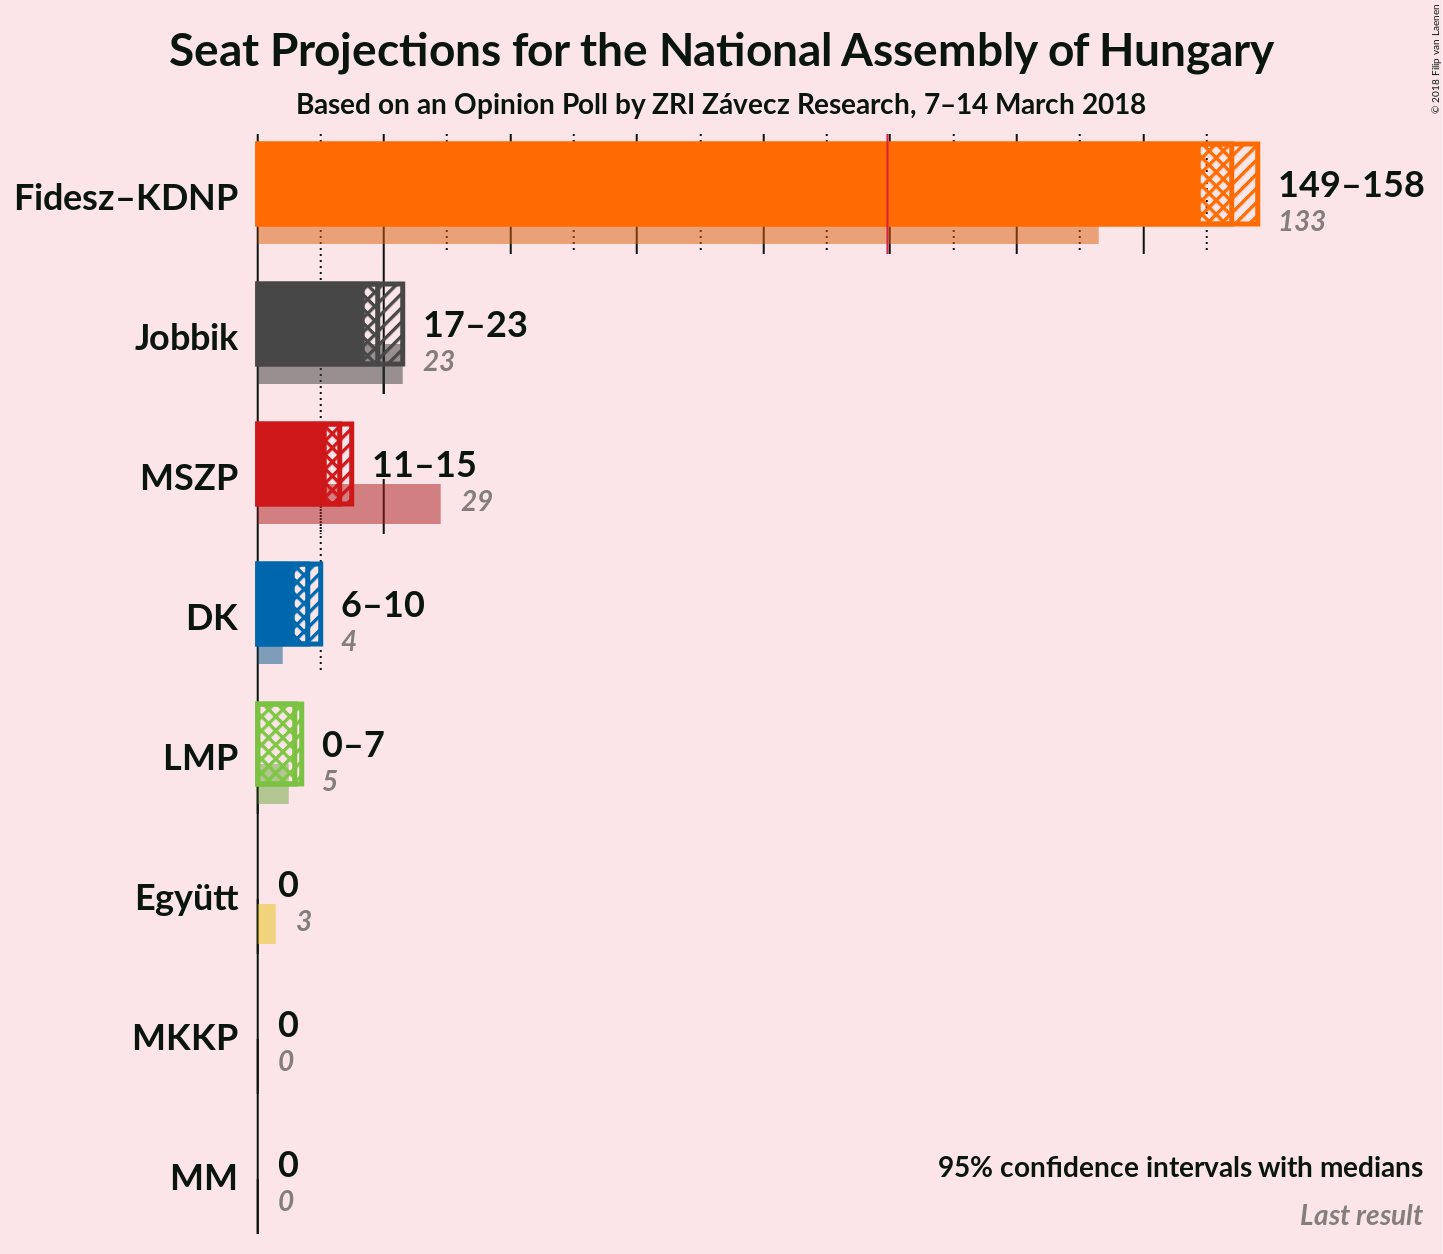 Seat Projections for the National Assembly of Hungary
Based on an Opinion Poll by ZRI Závecz Research, 7–14 March 2018
© 2018 Filip van Laenen
Fidesz–KDNP
149–158
133
Jobbik
17–23
23
MSZP
11–15
29
DK
6–10
4
LMP
0–7
5
Együtt
0
3
MKKP
0
0
MM
0
0
95% confidence intervals with medians
Last result